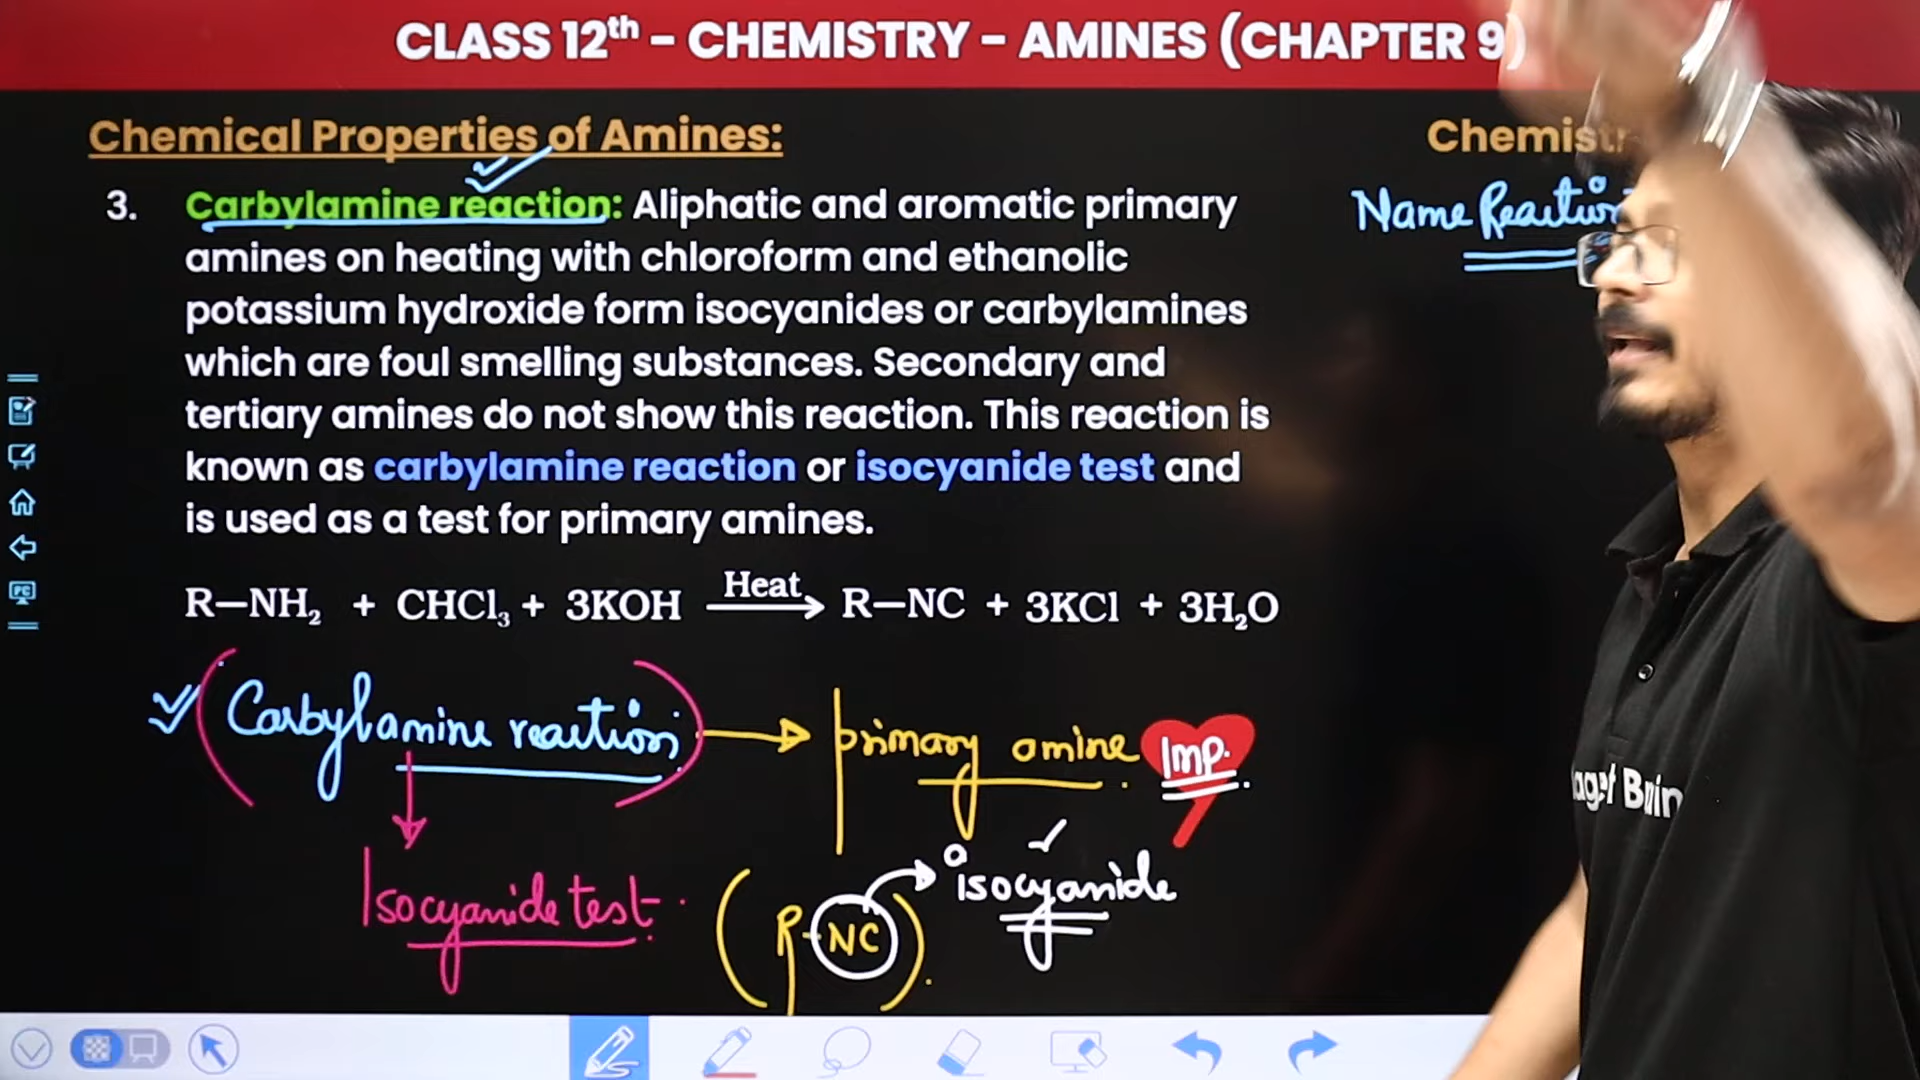 CLASS 12th - CHEMISTRY - AMINES (CHAPTER 9)
Chemical Properties of Amines:
3. Carbylamine reaction: Aliphatic and aromatic primary
amines on heating with chloroform and ethanolic
potassium hydroxide form isocyanides or carbylamines
which are foul smelling substances. Secondary and
tertiary amines do not show this reaction. This reaction is
known as carbylamine reaction or isocyanide test and
is used as a test for primary amines.
R–NH₂ + CHCl₃ + 3KOH Heat → R–NC + 3KCl + 3H₂O
Name Reaction
Carbylamine reaction
primary amine Imp.
Isocyanide test
R-NC
isocyanide
PC